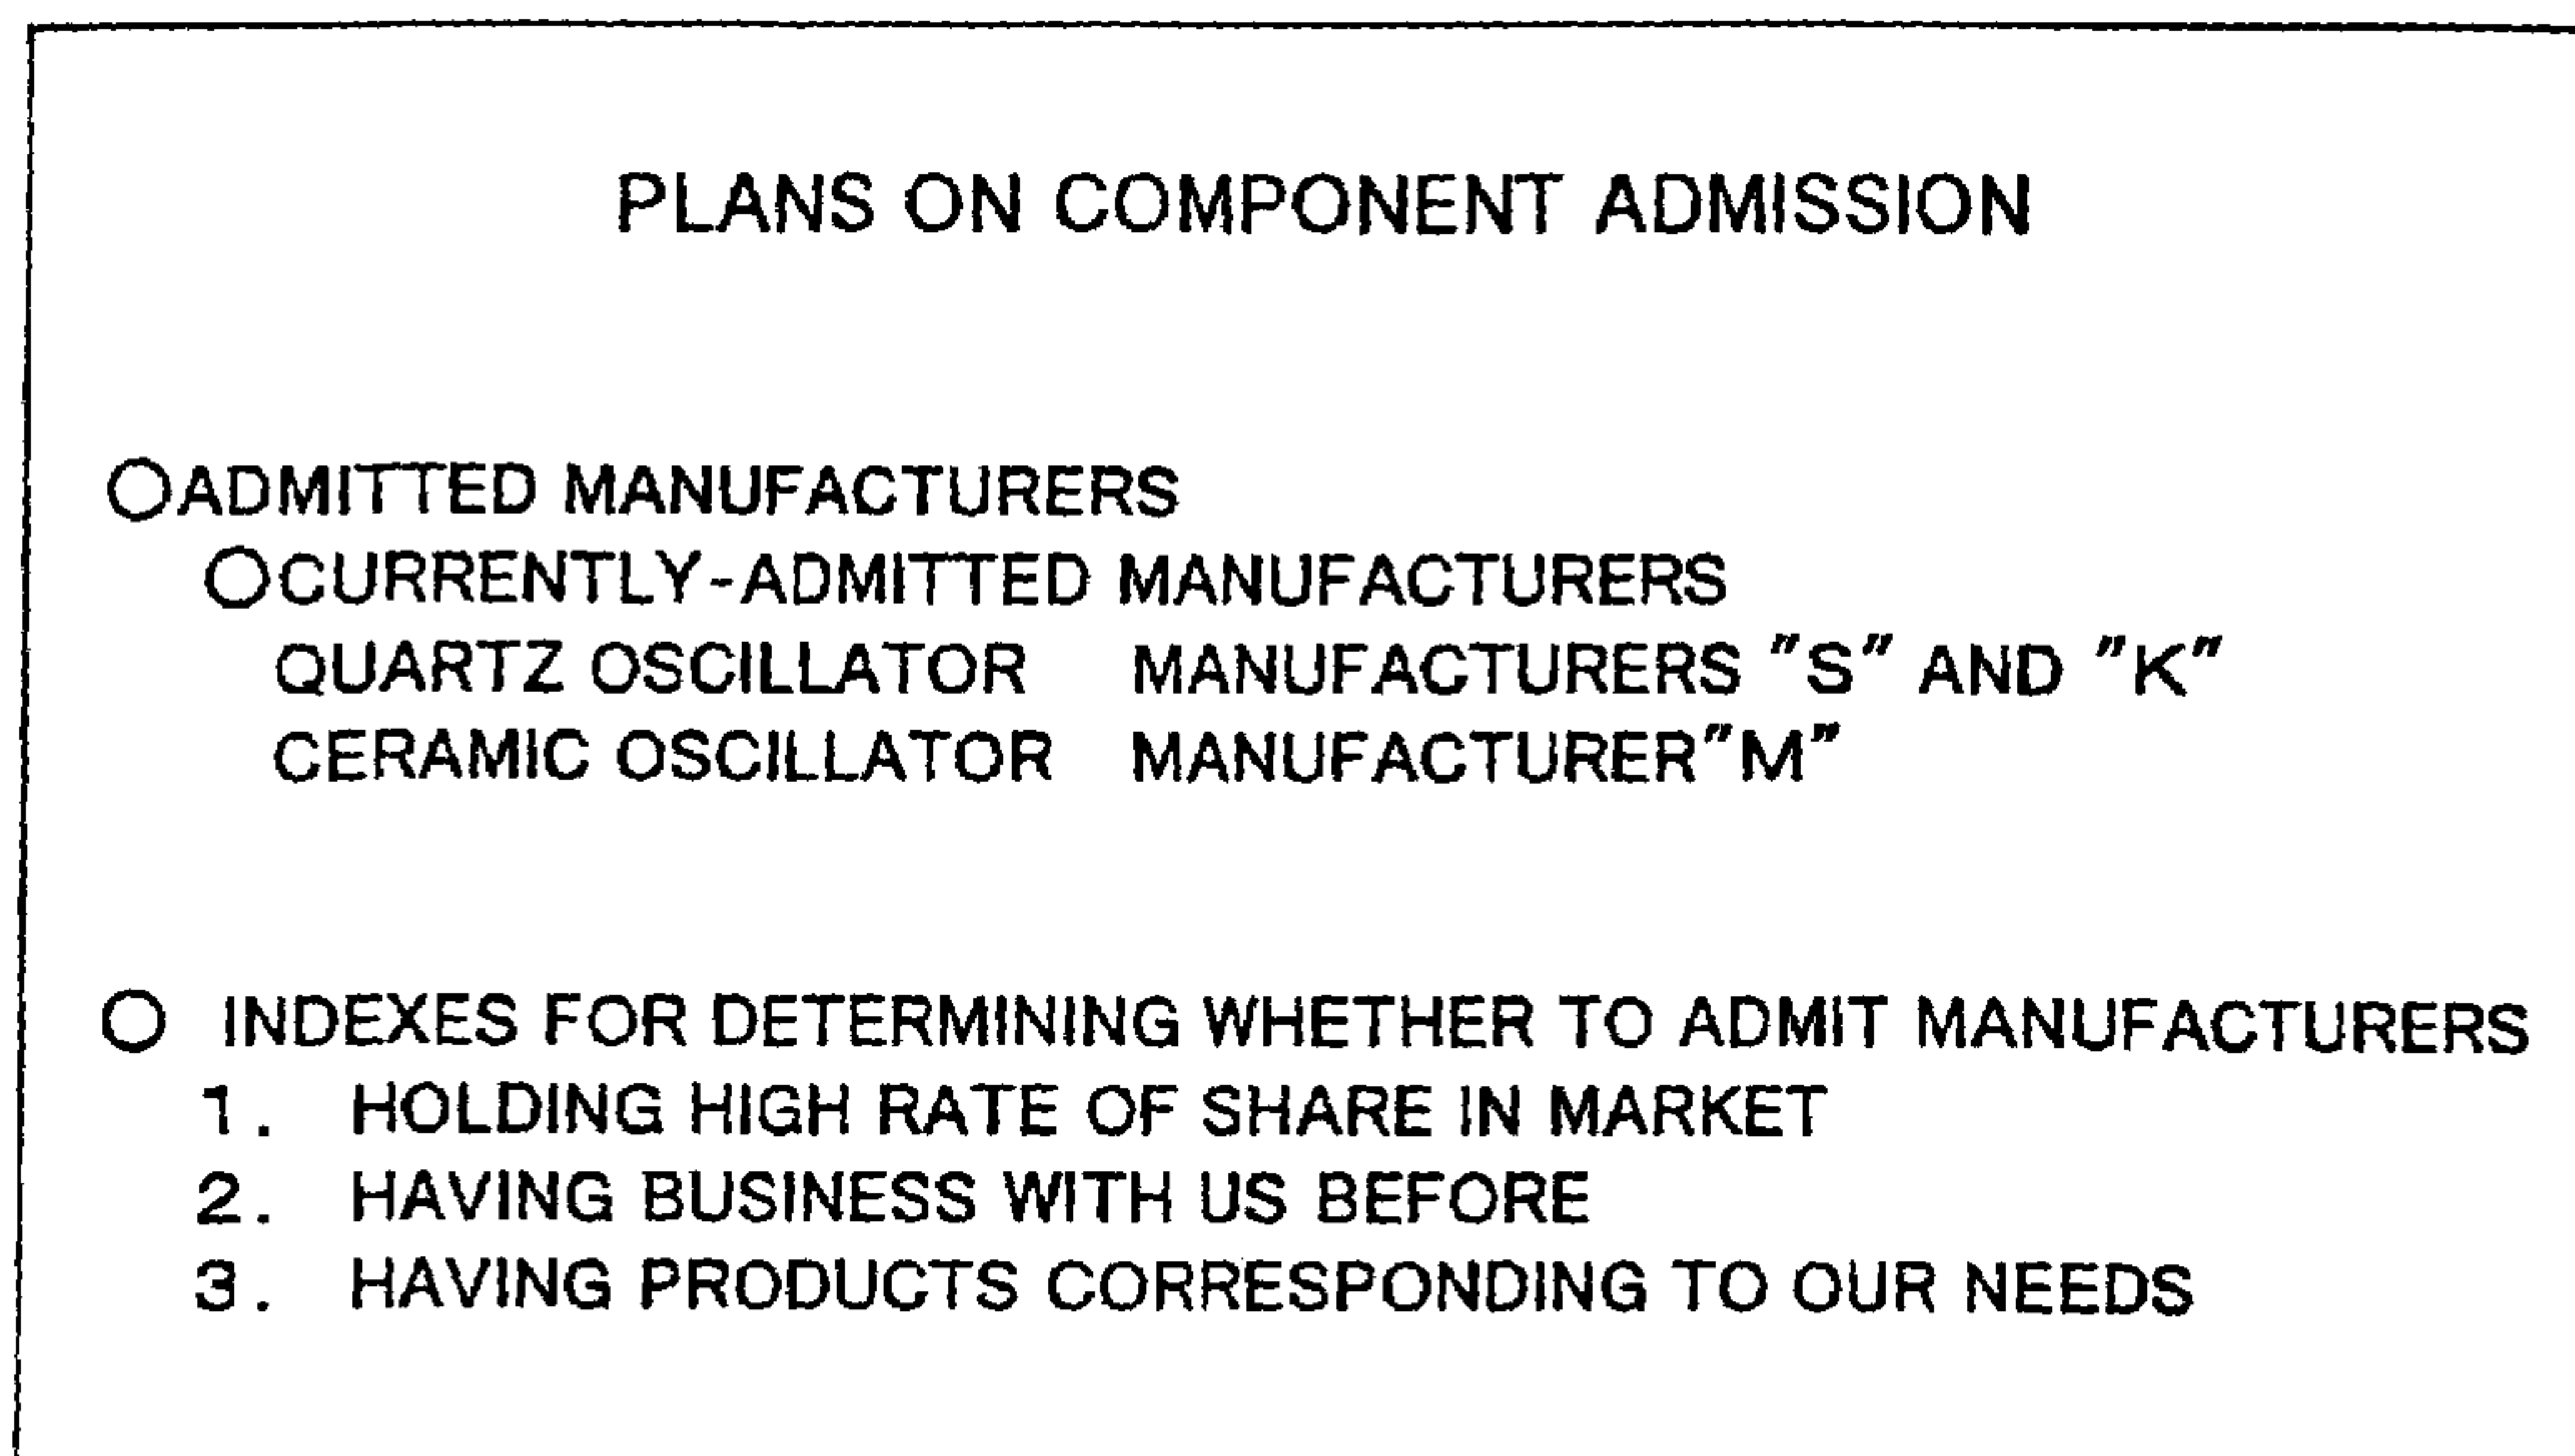 PLANS ON COMPONENT ADMISSION
○ADMITTED MANUFACTURERS
○CURRENTLY-ADMITTED MANUFACTURERS
QUARTZ OSCILLATOR MANUFACTURERS "S" AND "K"
CERAMIC OSCILLATOR MANUFACTURER"M"
○ INDEXES FOR DETERMINING WHETHER TO ADMIT MANUFACTURERS
1. HOLDING HIGH RATE OF SHARE IN MARKET
2. HAVING BUSINESS WITH US BEFORE
3. HAVING PRODUCTS CORRESPONDING TO OUR NEEDS